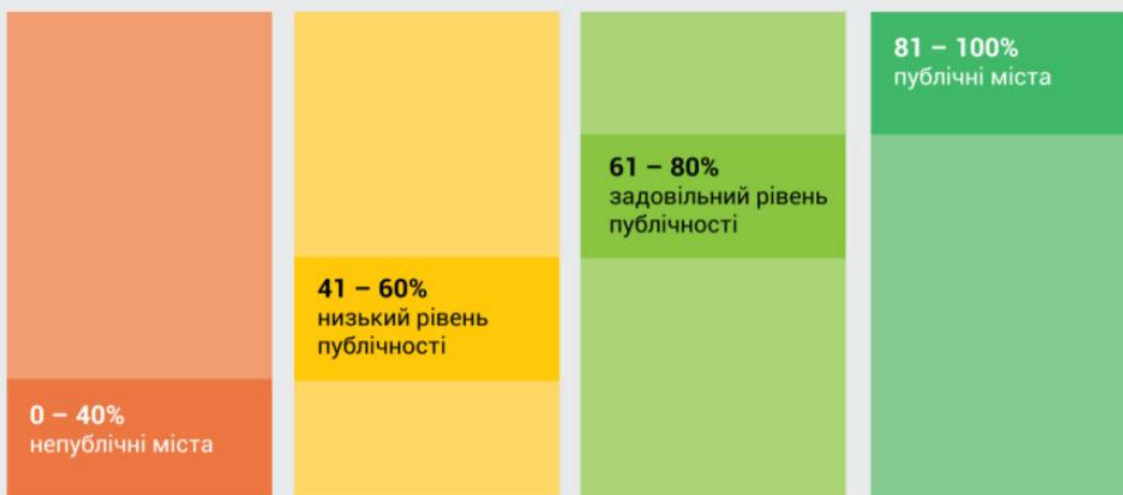 0 – 40%
непублічні міста
41 – 60%
низький рівень
публічності
61 – 80%
задовільний рівень
публічності
81 – 100%
публічні міста